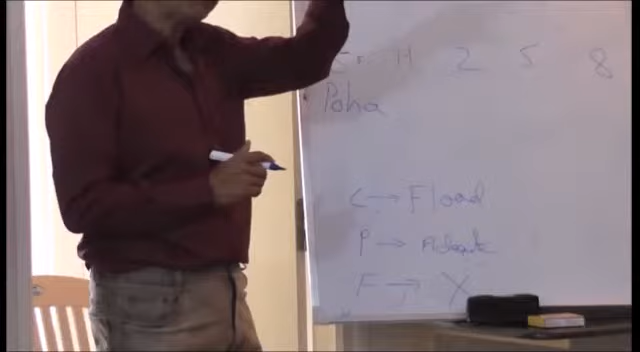 H 2 5 8
Poha
C → Flood
P → Adequate
F → X